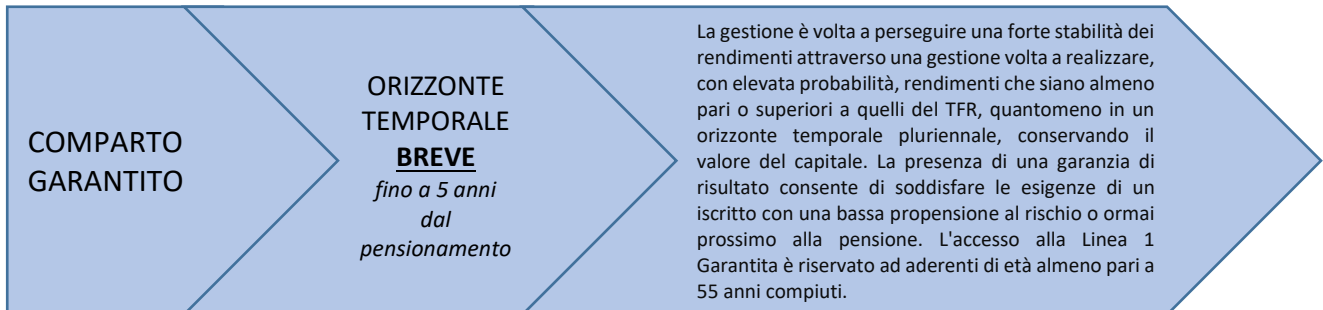 COMPARTO
GARANTITO
ORIZZONTE
TEMPORALE
BREVE
fino a 5 anni
dal
pensionamento
La gestione è volta a perseguire una forte stabilità dei
rendimenti attraverso una gestione volta a realizzare,
con elevata probabilità, rendimenti che siano almeno
pari o superiori a quelli del TFR, quantomeno in un
orizzonte temporale pluriennale, conservando il
valore del capitale. La presenza di una garanzia di
risultato consente di soddisfare le esigenze di un
iscritto con una bassa propensione al rischio o ormai
prossimo alla pensione. L'accesso alla Linea 1
Garantita è riservato ad aderenti di età almeno pari a
55 anni compiuti.